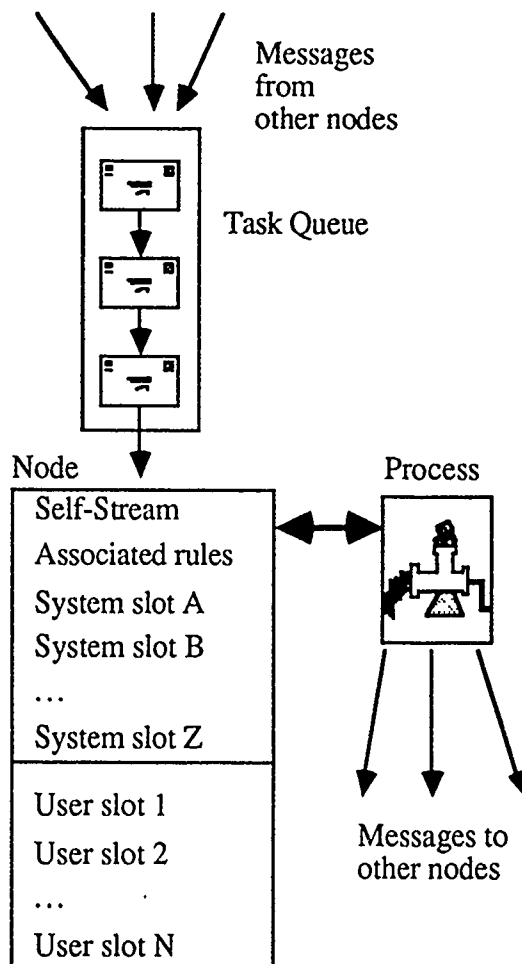 Messages
from
other nodes
Task Queue
Node
Process
Self-Stream
Associated rules
System slot A
System slot B
...
System slot Z
User slot 1
User slot 2
...
User slot N
Messages to
other nodes